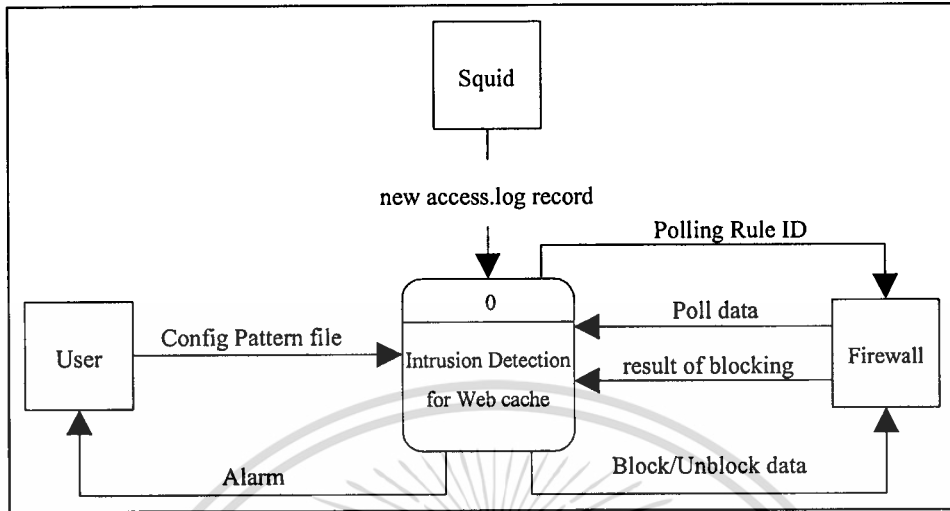 Squid
new access.log record
Polling Rule ID
0
User
Config Pattern file
Intrusion Detection
for Web cache
Poll data
result of blocking
Firewall
Alarm
Block/Unblock data